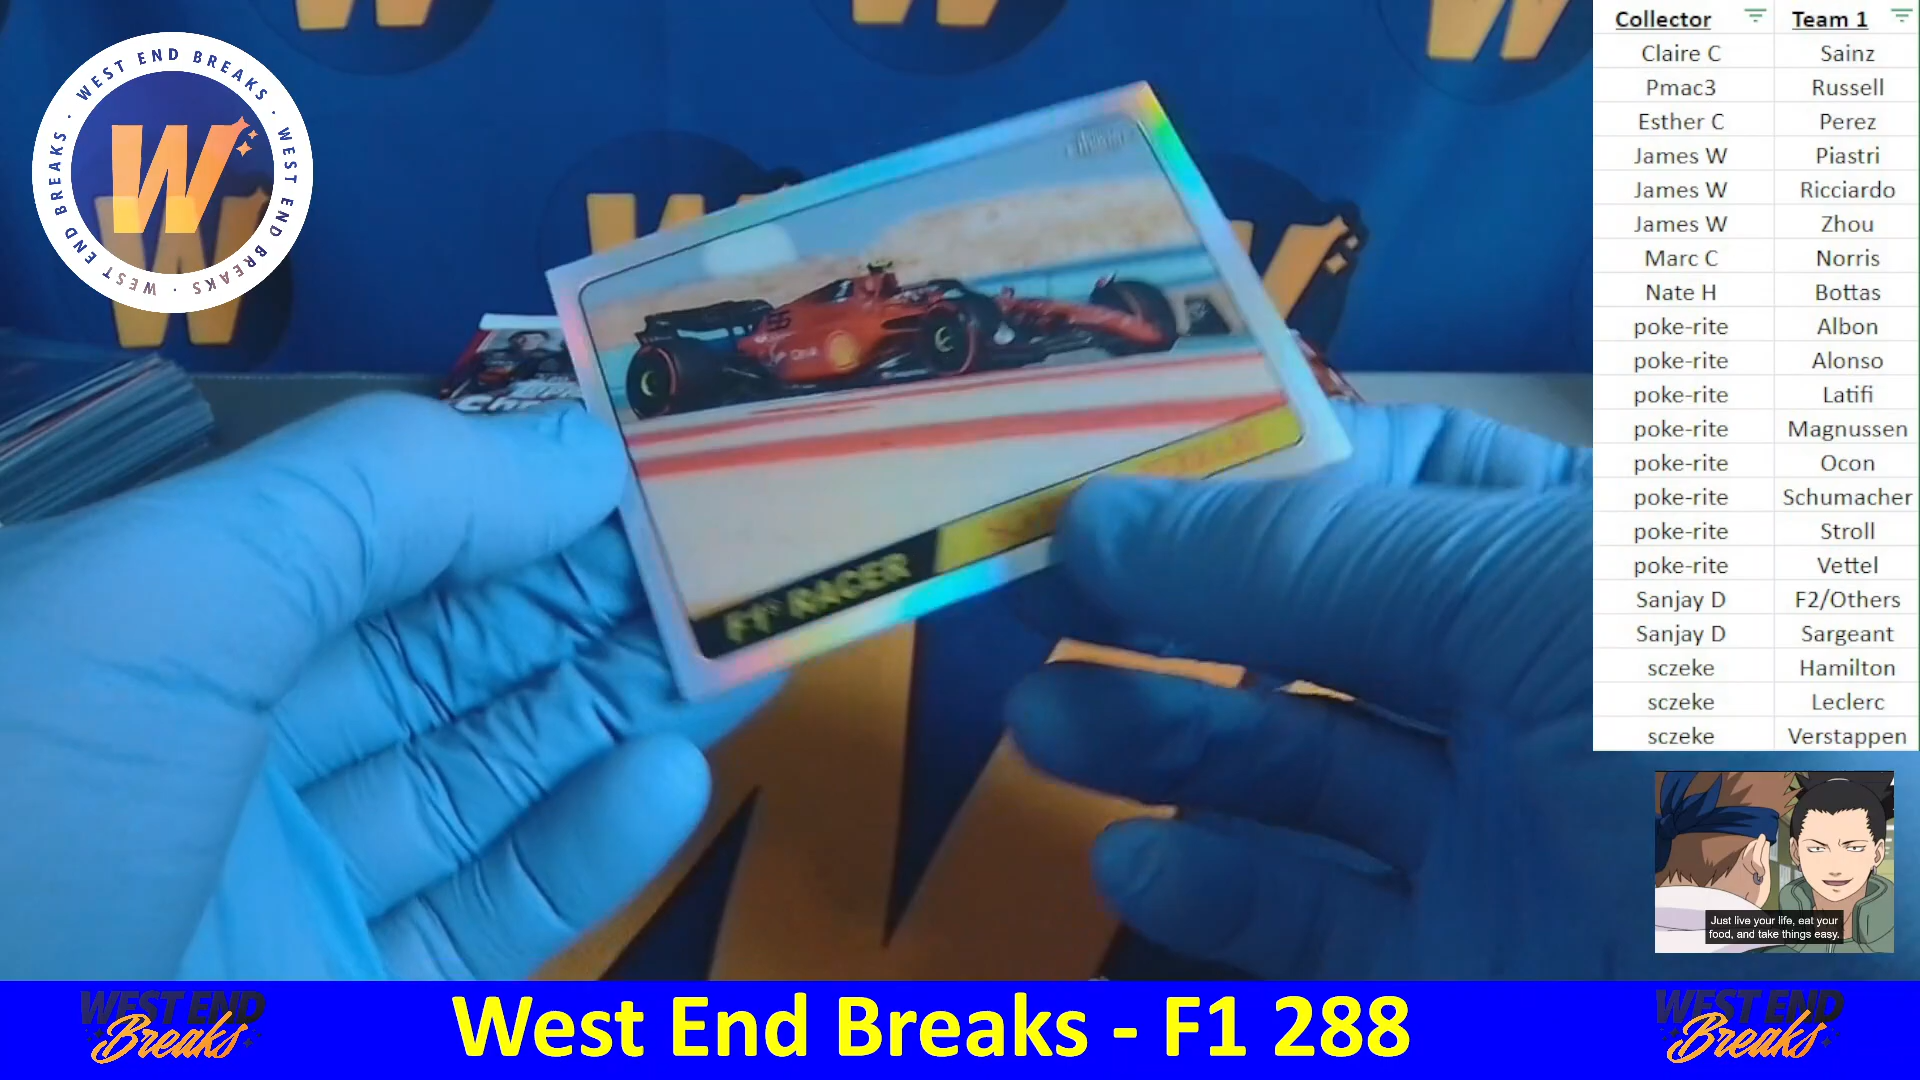 WEST END BREAKS · WEST END BREAKS · WEST END BREAKS ·
W
Collector Team 1
Claire C Sainz
Pmac3 Russell
Esther C Perez
James W Piastri
James W Ricciardo
James W Zhou
Marc C Norris
Nate H Bottas
poke-rite Albon
poke-rite Alonso
poke-rite Latifi
poke-rite Magnussen
poke-rite Ocon
poke-rite Schumacher
poke-rite Stroll
poke-rite Vettel
Sanjay D F2/Others
Sanjay D Sargeant
sczeke Hamilton
sczeke Leclerc
sczeke Verstappen
55
F1 RACER
Just live your life, eat your
food, and take things easy.
WEST END
Breaks
West End Breaks - F1 288
WEST END
Breaks